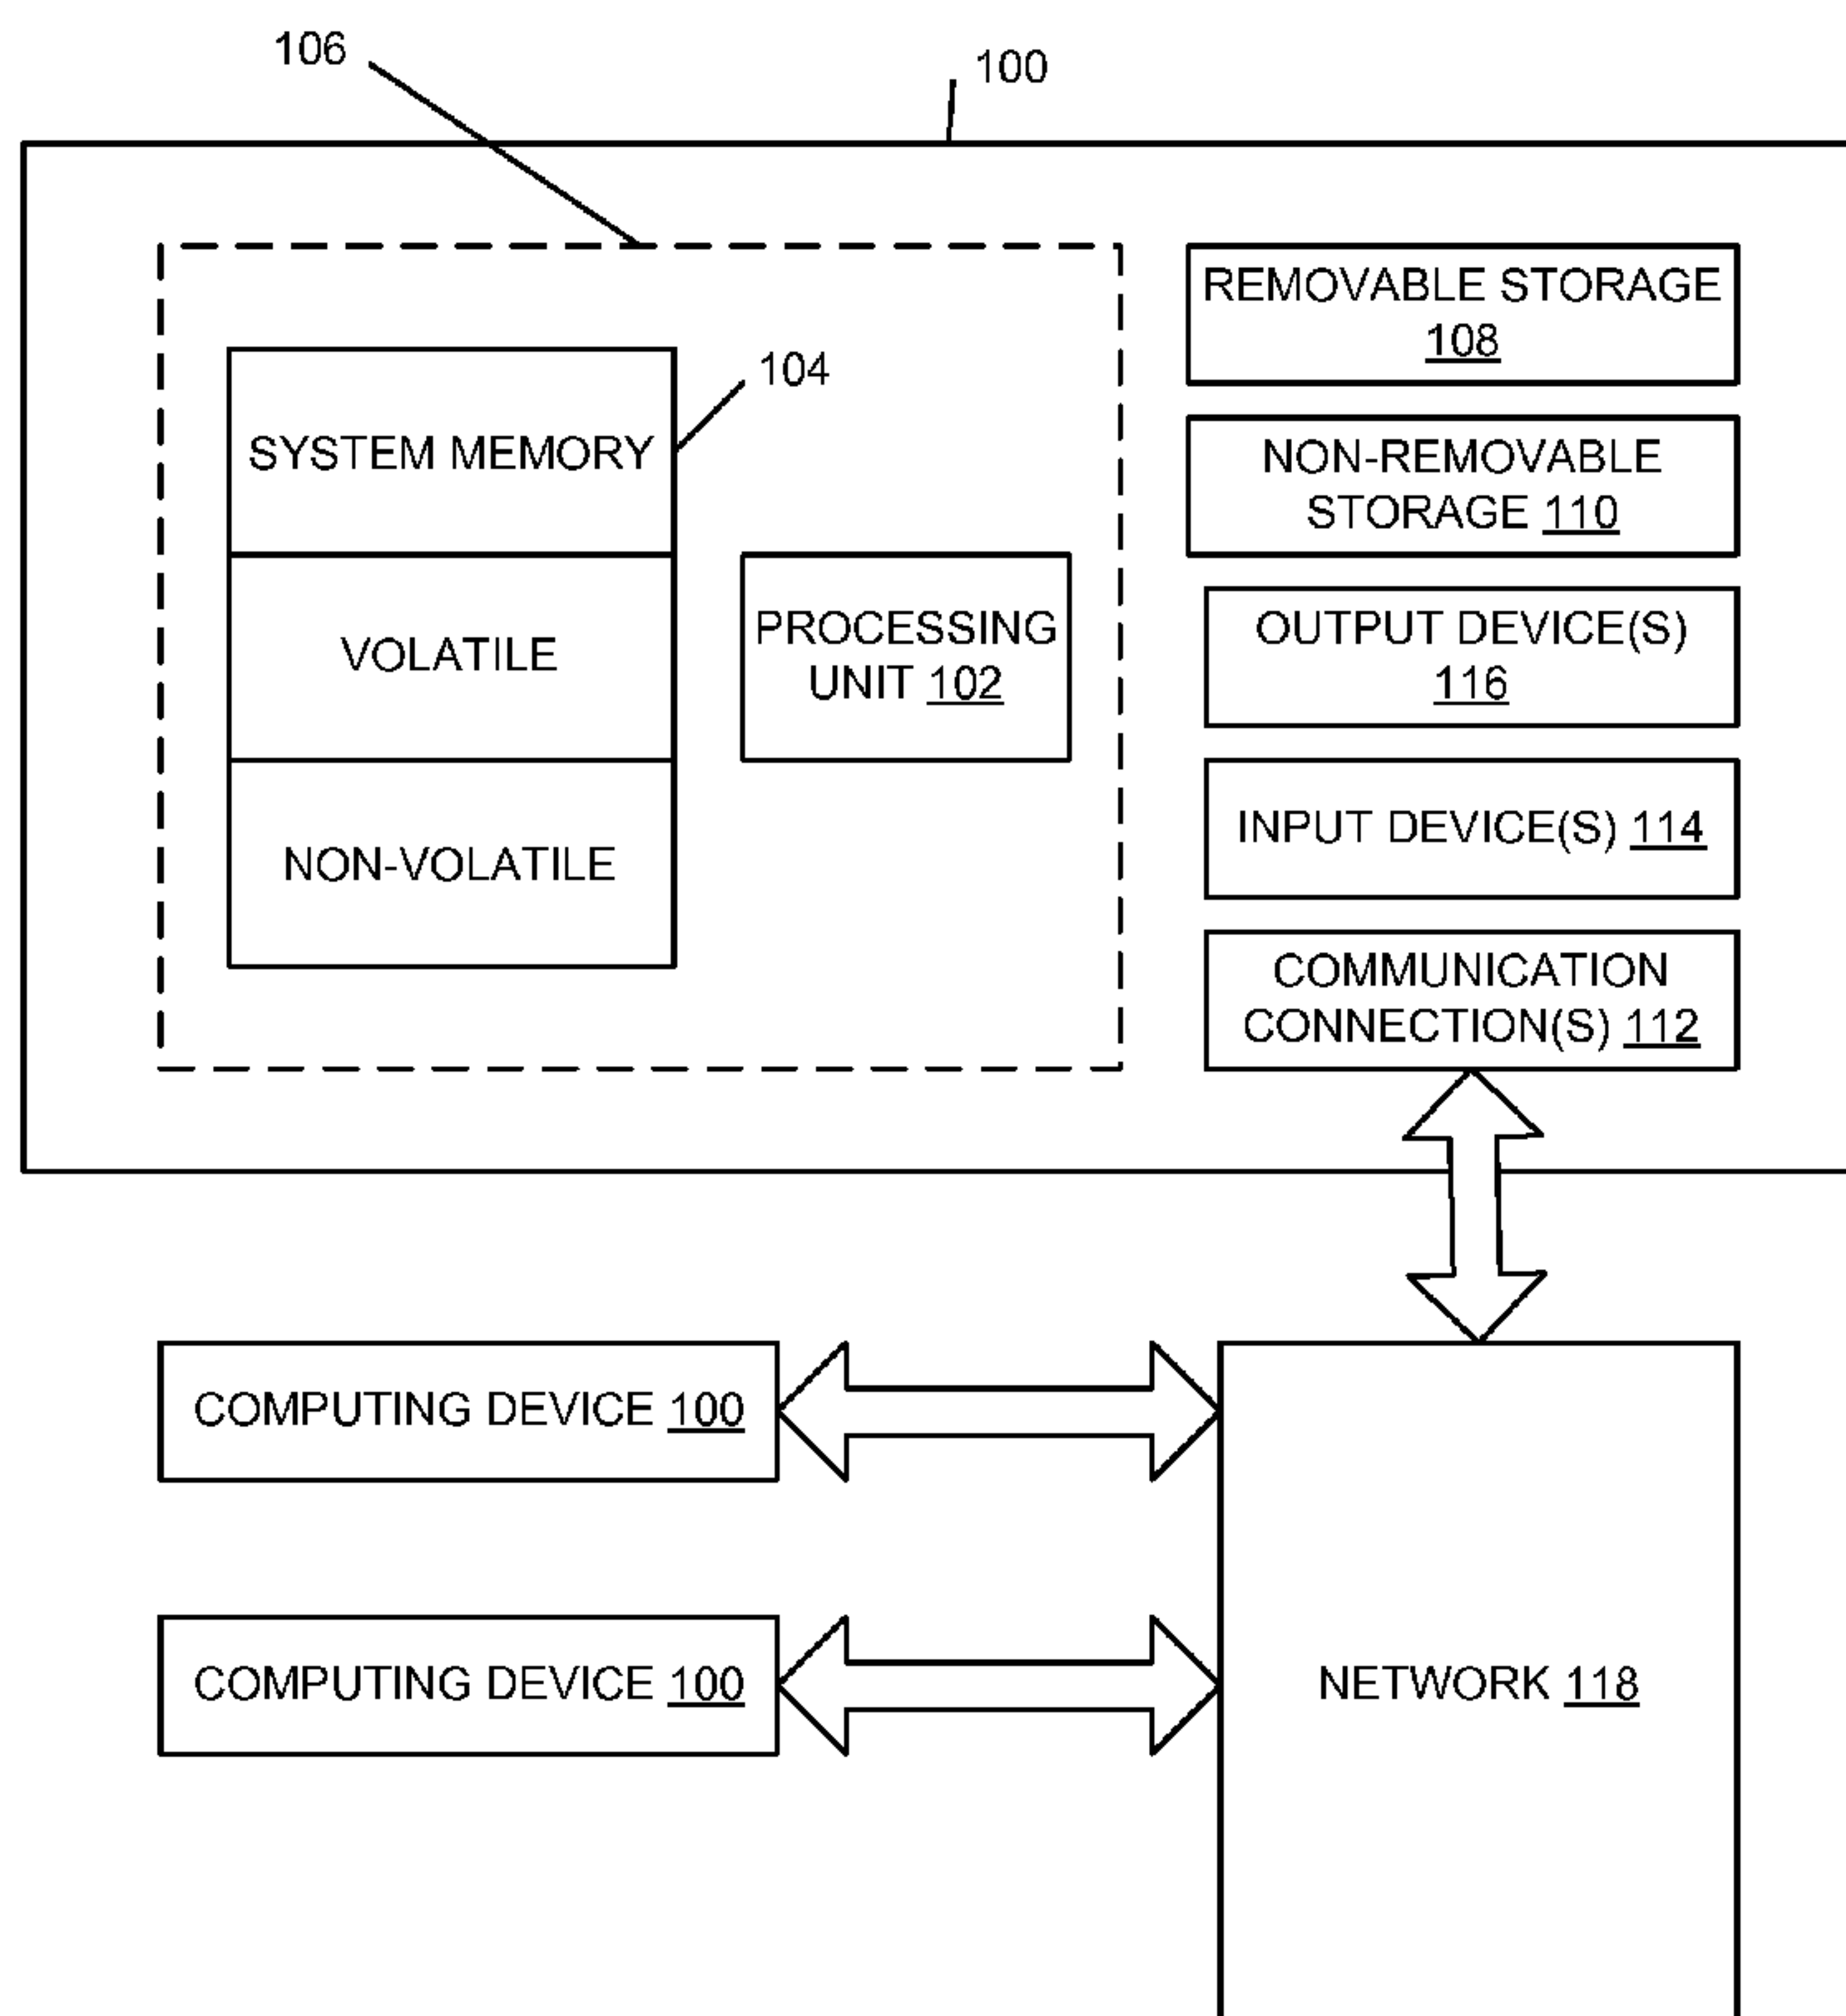 106
100
SYSTEM MEMORY
104
VOLATILE
NON-VOLATILE
PROCESSING
UNIT 102
REMOVABLE STORAGE
108
NON-REMOVABLE
STORAGE 110
OUTPUT DEVICE(S)
116
INPUT DEVICE(S) 114
COMMUNICATION
CONNECTION(S) 112
COMPUTING DEVICE 100
COMPUTING DEVICE 100
NETWORK 118